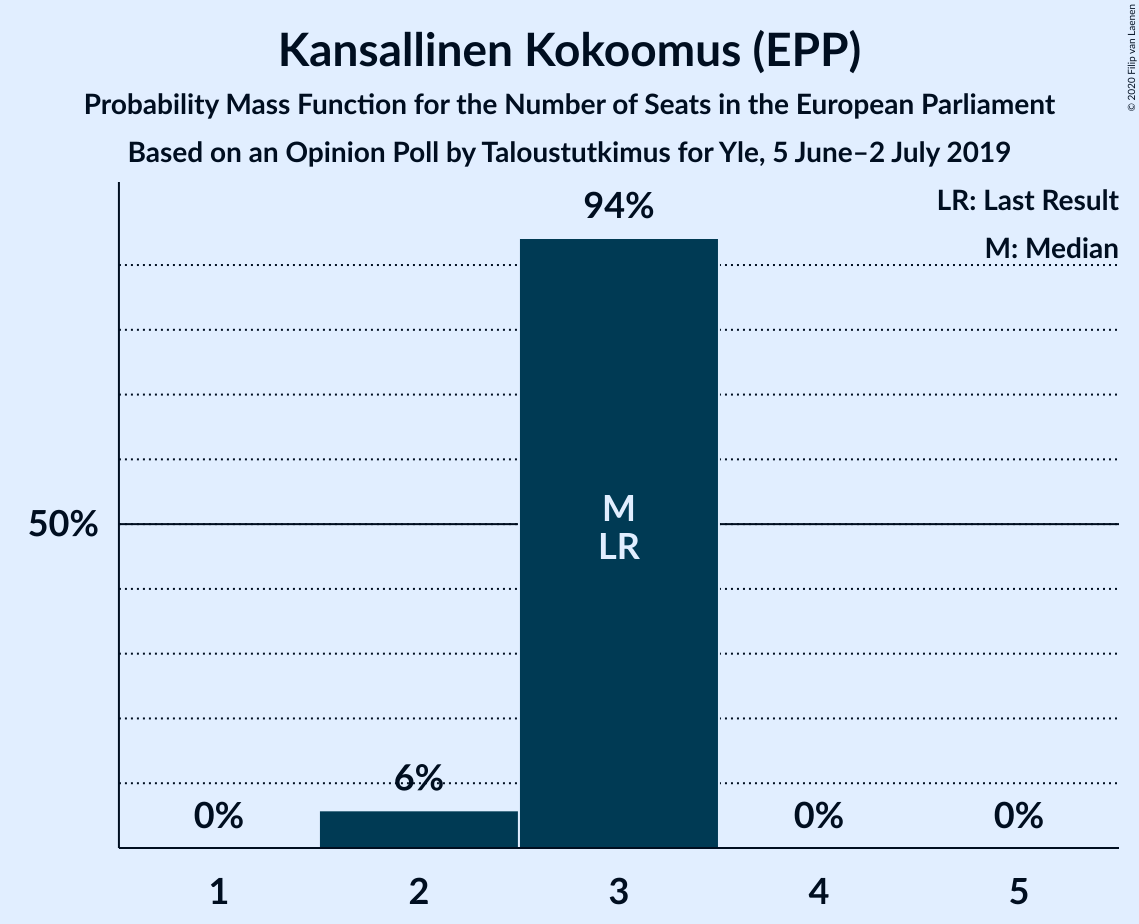 Kansallinen Kokoomus (EPP)
Probability Mass Function for the Number of Seats in the European Parliament
Based on an Opinion Poll by Taloustutkimus for Yle, 5 June–2 July 2019
© 2020 Filip van Laenen
LR: Last Result
M: Median
94%
50%
M
LR
6%
0%
0%
0%
1
2
3
4
5